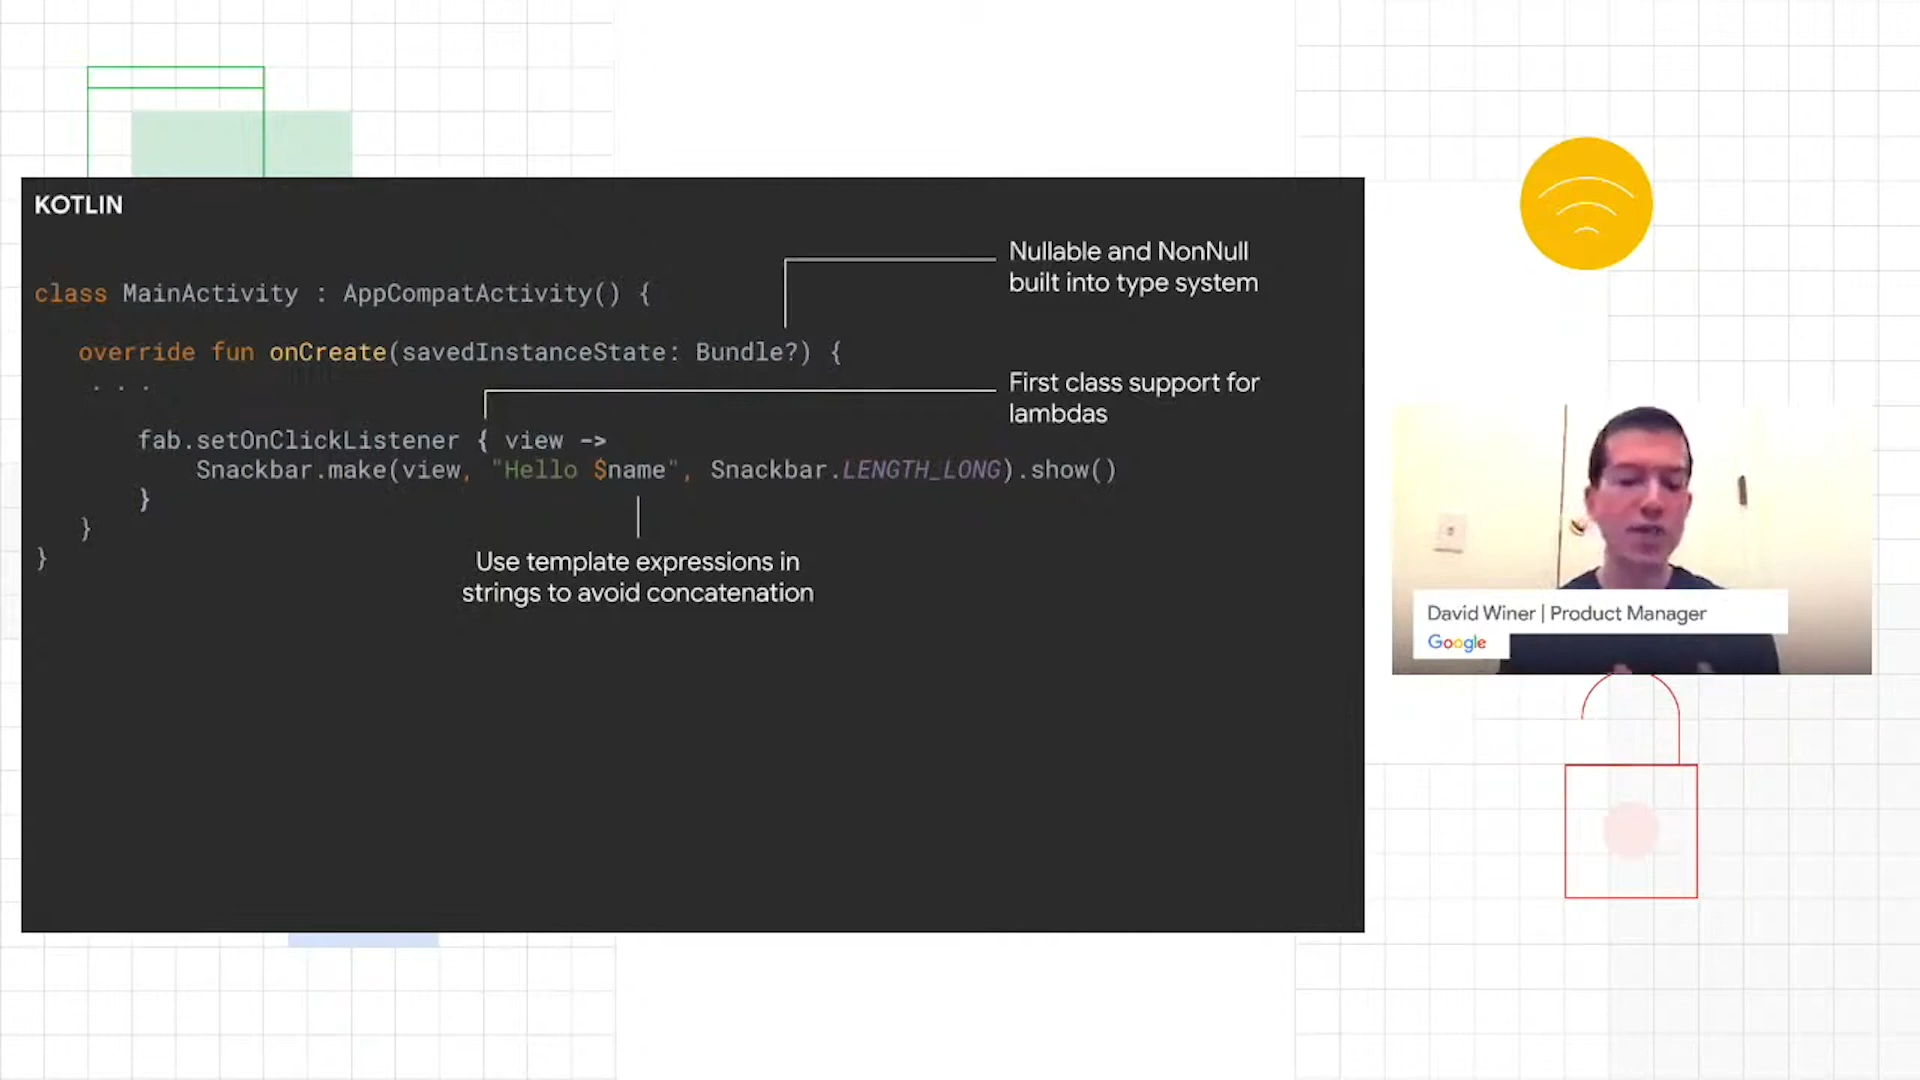 KOTLIN
class MainActivity : AppCompatActivity() {
override fun onCreate(savedInstanceState: Bundle?) {
. . .
fab.setOnClickListener { view ->
Snackbar.make(view, "Hello $name", Snackbar.LENGTH_LONG).show()
}
}
}
Nullable and NonNull
built into type system
First class support for
lambdas
Use template expressions in
strings to avoid concatenation
David Winer | Product Manager
Google